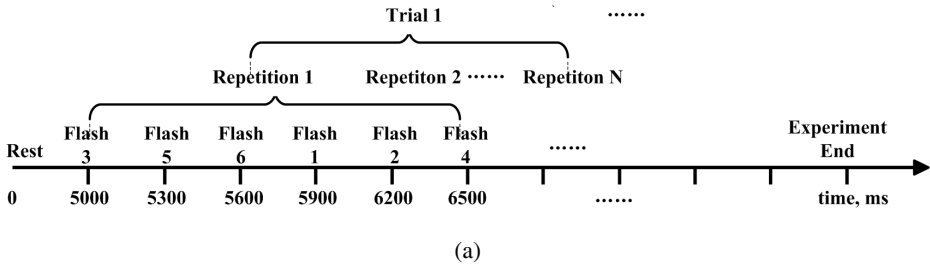 Trial 1 ······
Repetition 1 Repetiton 2 ······ Repetiton N
Flash Flash Flash Flash Flash Flash Experiment
Rest 3 5 6 1 2 4 ······ End
0 5000 5300 5600 5900 6200 6500 ······ time, ms
(a)